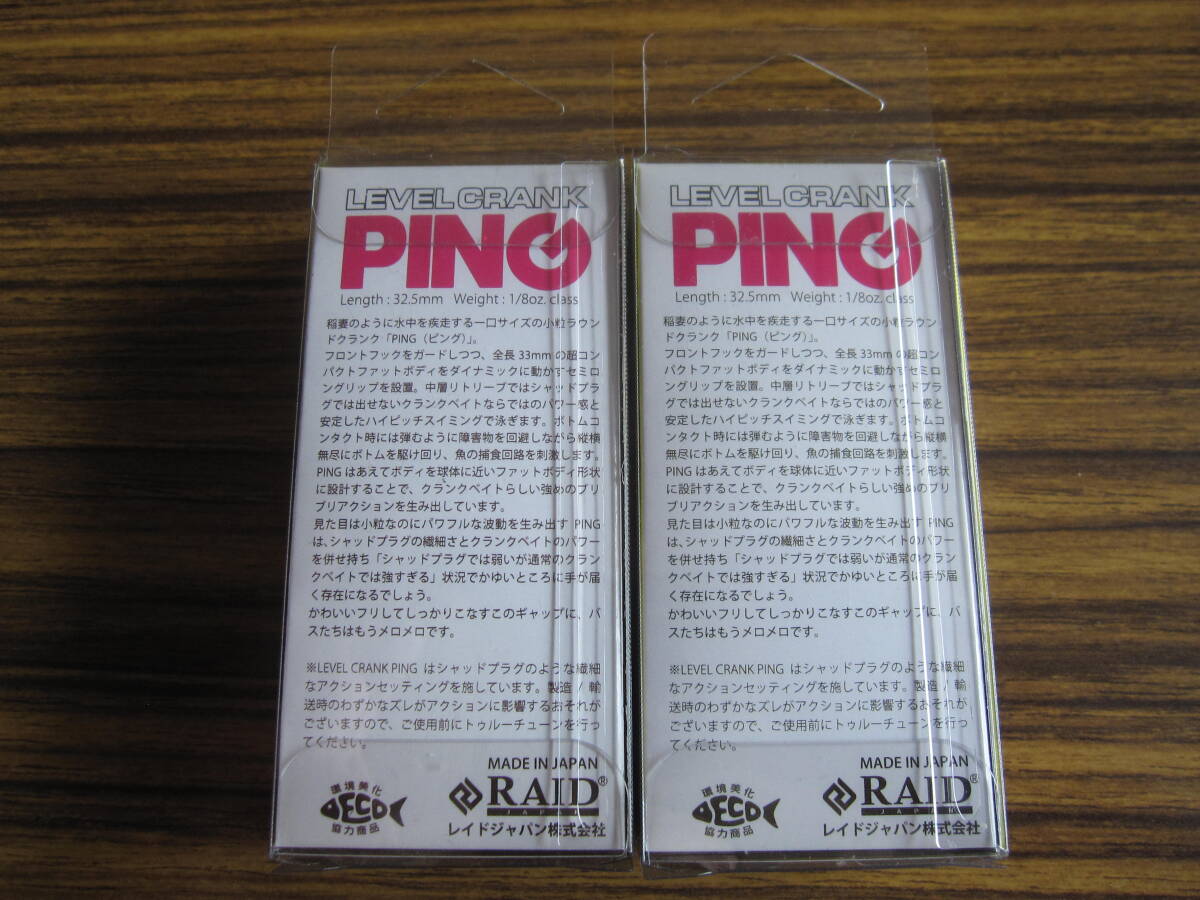 LEVEL CRANK
PING
Length : 32.5mm Weight : 1/8oz. class
稲妻のように水中を疾走する一口サイズの小粒ラウン
ドクランク「PING（ピング）」。
フロントフックをガードしつつ、全長33mmの超コン
パクトファットボディをダイナミックに動かすセミロ
ングリップを設置。中層リトリーブではシャッドプラ
グでは出せないクランクベイトならではのパワー感と
安定したハイピッチスイミングで泳ぎます。ボトムコ
ンタクト時には弾むように障害物を回避しながら縦横
無尽にボトムを駆け回り、魚の捕食回路を刺激します。
PINGはあえてボディを球体に近いファットボディ形状
に設計することで、クランクベイトらしい強めのブリ
ブリアクションを生み出しています。
見た目は小粒なのにパワフルな波動を生み出す PING
は、シャッドプラグの繊細さとクランクベイトのパワー
を併せ持ち「シャッドプラグでは弱いが通常のクラン
クベイトでは強すぎる」状況でかゆいところに手が届
く存在になるでしょう。
かわいいフリしてしっかりこなすこのギャップに、バ
スたちはもうメロメロです。
※LEVEL CRANK PING はシャッドプラグのような繊細
なアクションセッティングを施しています。製造 / 輸
送時のわずかなズレがアクションに影響するおそれが
ございますので、ご使用前にトゥルーチューンを行っ
てください。
MADE IN JAPAN
環境美化
ECO
協力商品
RAID®
JAPAN
レイドジャパン株式会社
LEVEL CRANK
PING
Length : 32.5mm Weight : 1/8oz. class
稲妻のように水中を疾走する一口サイズの小粒ラウン
ドクランク「PING（ピング）」。
フロントフックをガードしつつ、全長33mmの超コン
パクトファットボディをダイナミックに動かすセミロ
ングリップを設置。中層リトリーブではシャッドプラ
グでは出せないクランクベイトならではのパワー感と
安定したハイピッチスイミングで泳ぎます。ボトムコ
ンタクト時には弾むように障害物を回避しながら縦横
無尽にボトムを駆け回り、魚の捕食回路を刺激します。
PINGはあえてボディを球体に近いファットボディ形状
に設計することで、クランクベイトらしい強めのブリ
ブリアクションを生み出しています。
見た目は小粒なのにパワフルな波動を生み出す PING
は、シャッドプラグの繊細さとクランクベイトのパワー
を併せ持ち「シャッドプラグでは弱いが通常のクラン
クベイトでは強すぎる」状況でかゆいところに手が届
く存在になるでしょう。
かわいいフリしてしっかりこなすこのギャップに、バ
スたちはもうメロメロです。
※LEVEL CRANK PING はシャッドプラグのような繊細
なアクションセッティングを施しています。製造 / 輸
送時のわずかなズレがアクションに影響するおそれが
ございますので、ご使用前にトゥルーチューンを行っ
てください。
MADE IN JAPAN
環境美化
ECO
協力商品
RAID®
JAPAN
レイドジャパン株式会社